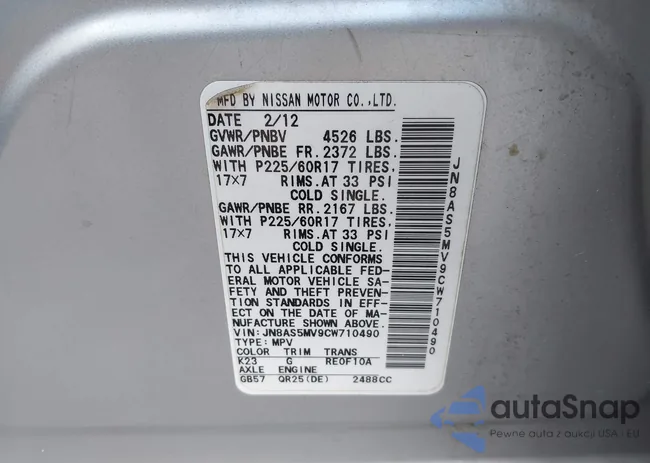 MFD BY NISSAN MOTOR CO.,LTD.
DATE 2/12
GVWR/PNBV 4526 LBS.
GAWR/PNBE FR. 2372 LBS.
WITH P225/60R17 TIRES.
17×7 RIMS.AT 33 PSI
COLD SINGLE.
GAWR/PNBE RR. 2167 LBS.
WITH P225/60R17 TIRES.
17×7 RIMS.AT 33 PSI
COLD SINGLE.
THIS VEHICLE CONFORMS
TO ALL APPLICABLE FED-
ERAL MOTOR VEHICLE SA-
FETY AND THEFT PREVEN-
TION STANDARDS IN EFF-
ECT ON THE DATE OF MA-
NUFACTURE SHOWN ABOVE.
VIN: JN8AS5MV9CW710490
TYPE: MPV
COLOR TRIM TRANS
K23 G RE0F10A
AXLE ENGINE
GB57 QR25(DE) 2488CC
JN8AS5MV9CW710490
autaSnap
Pewne auta z aukcji USA - EU